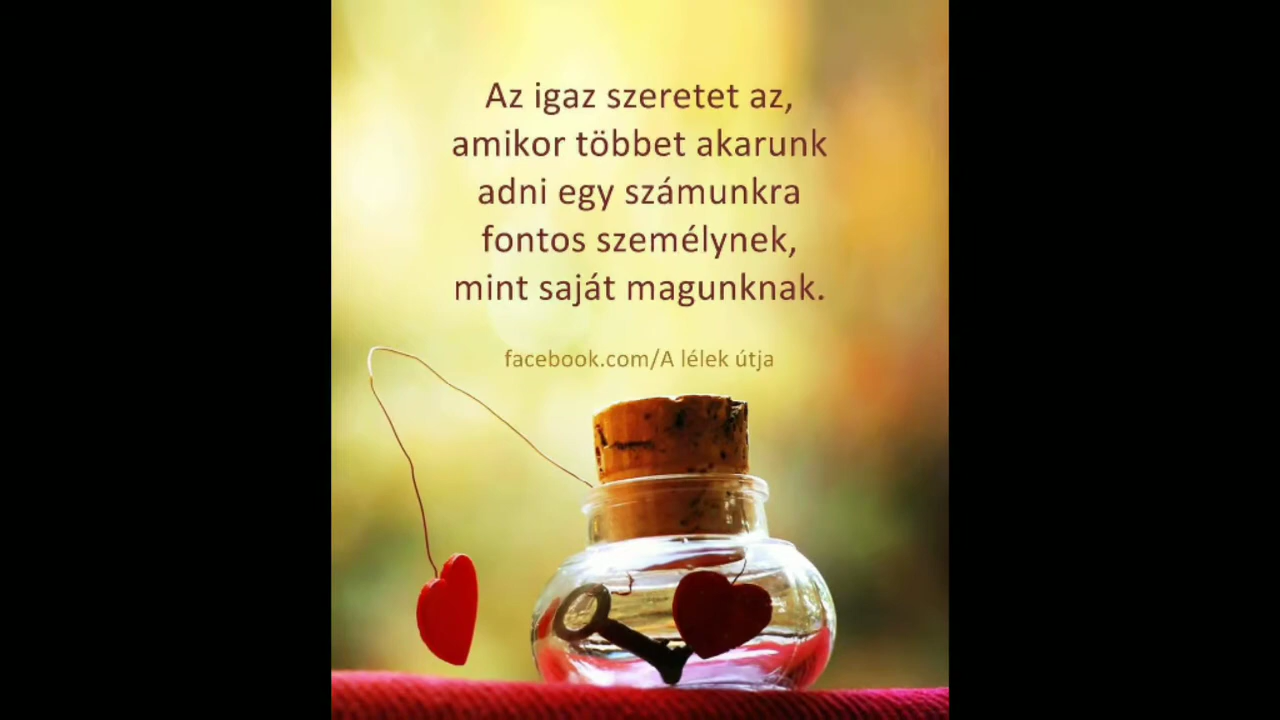 Az igaz szeretet az,
amikor többet akarunk
adni egy számunkra
fontos személynek,
mint saját magunknak.
facebook.com/A lélek útja